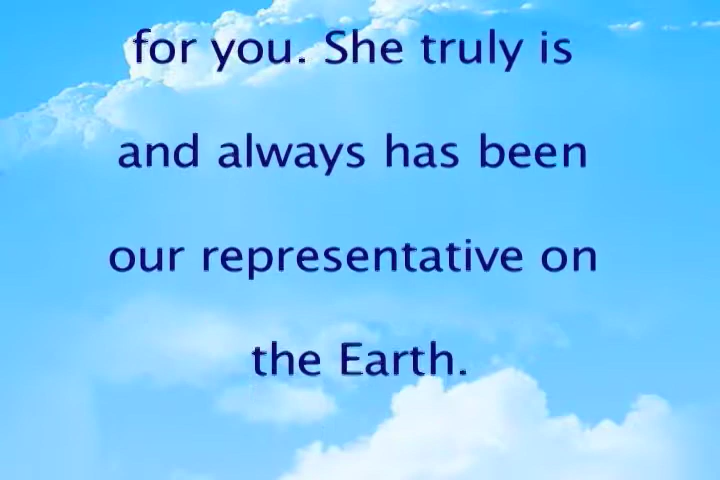 for you. She truly is
and always has been
our representative on
the Earth.